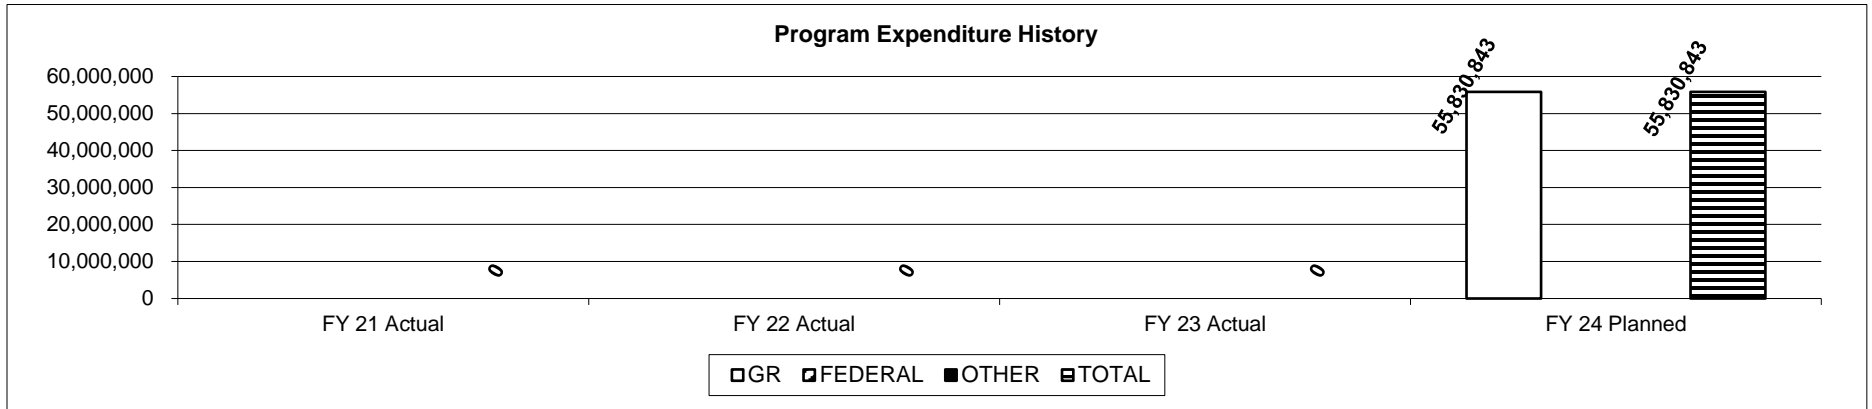 Program Expenditure History
60,000,000
50,000,000
40,000,000
30,000,000
20,000,000
10,000,000
0
0
0
0
55,830,843
55,830,843
FY 21 Actual
FY 22 Actual
FY 23 Actual
FY 24 Planned
GR FEDERAL OTHER TOTAL